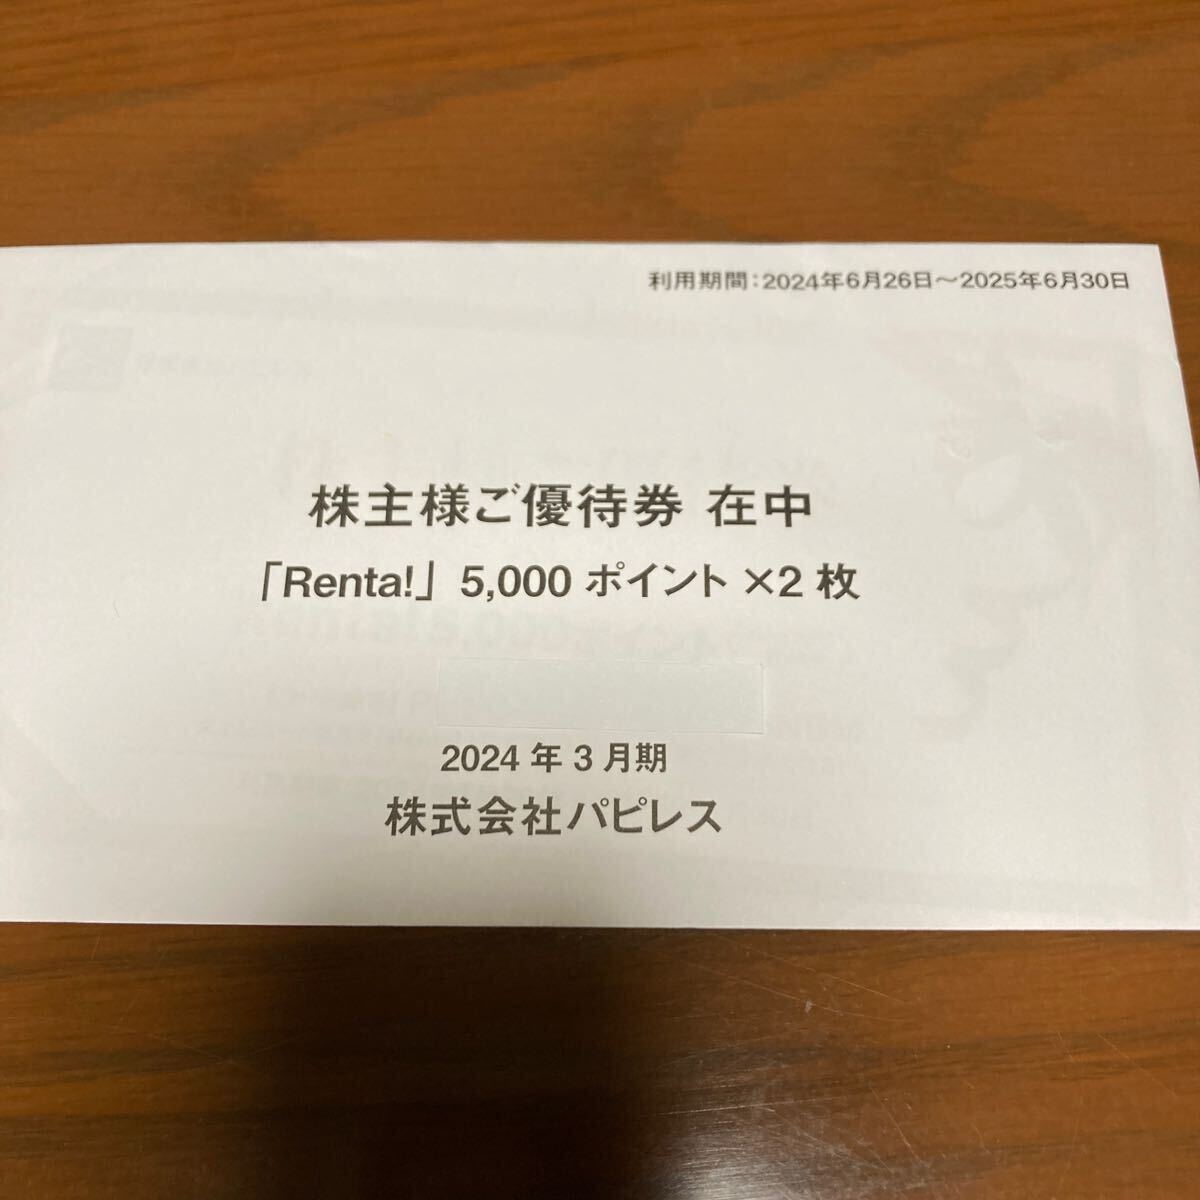 利用期間：2024年6月26日〜2025年6月30日
株主様ご優待券 在中
「Renta!」 5,000 ポイント ×2 枚
2024 年 3 月期
株式会社パピレス